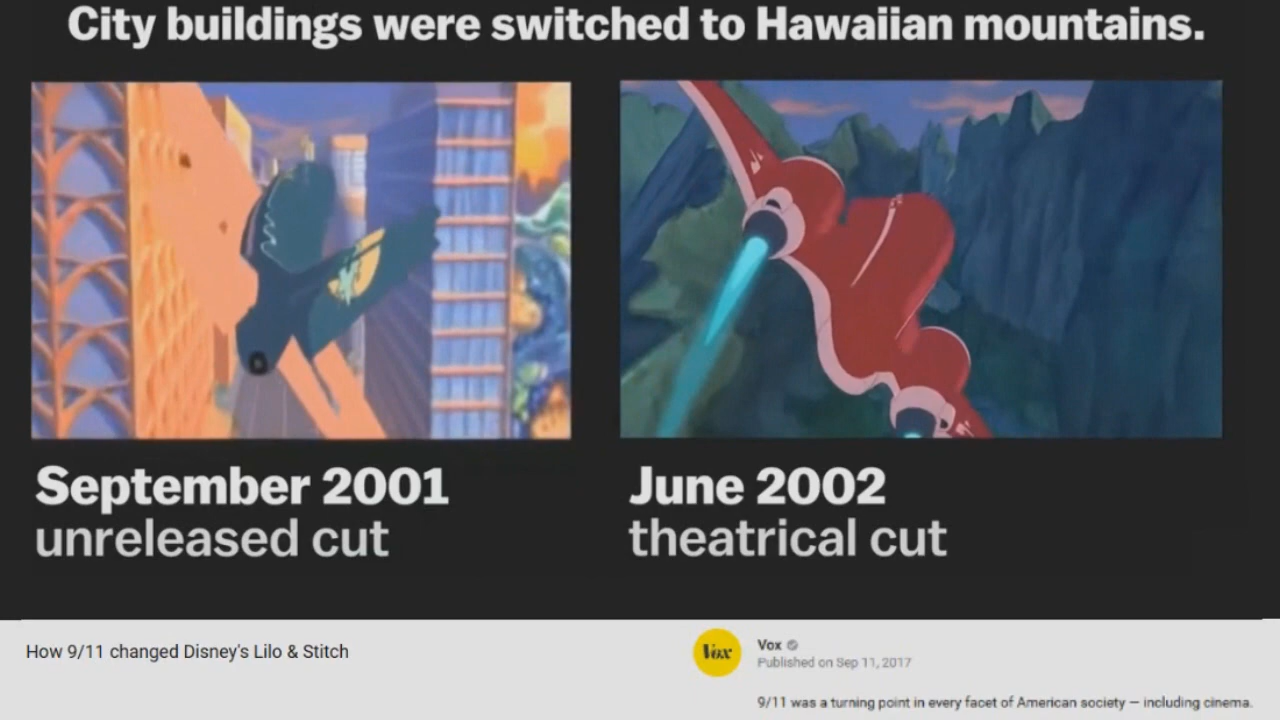 City buildings were switched to Hawaiian mountains.
September 2001
unreleased cut
June 2002
theatrical cut
How 9/11 changed Disney's Lilo & Stitch
Vox
Vox
Published on Sep 11, 2017
9/11 was a turning point in every facet of American society — including cinema.